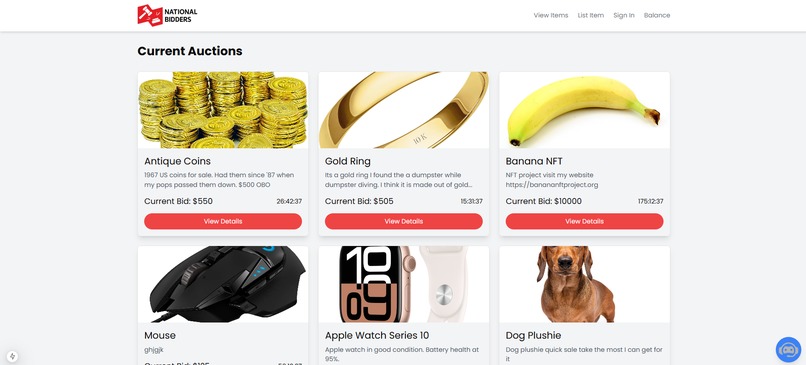 NATIONAL
BIDDERS
View Items List Item Sign In Balance
Current Auctions
10 K
Antique Coins
1967 US coins for sale. Had them since '87 when
my pops passed them down. $500 OBO
Current Bid: $550 26:42:37
View Details
Gold Ring
Its a gold ring I found the a dumpster while
dumpster diving. I think it is made out of gold...
Current Bid: $505 15:31:37
View Details
Banana NFT
NFT project visit my website
https://banananftproject.org
Current Bid: $10000 175:12:37
View Details
Mouse
ghjgjk
10
09
Apple Watch Series 10
Apple watch in good condition. Battery health at
95%.
Dog Plushie
Dog plushie quick sale take the most I can get for
it